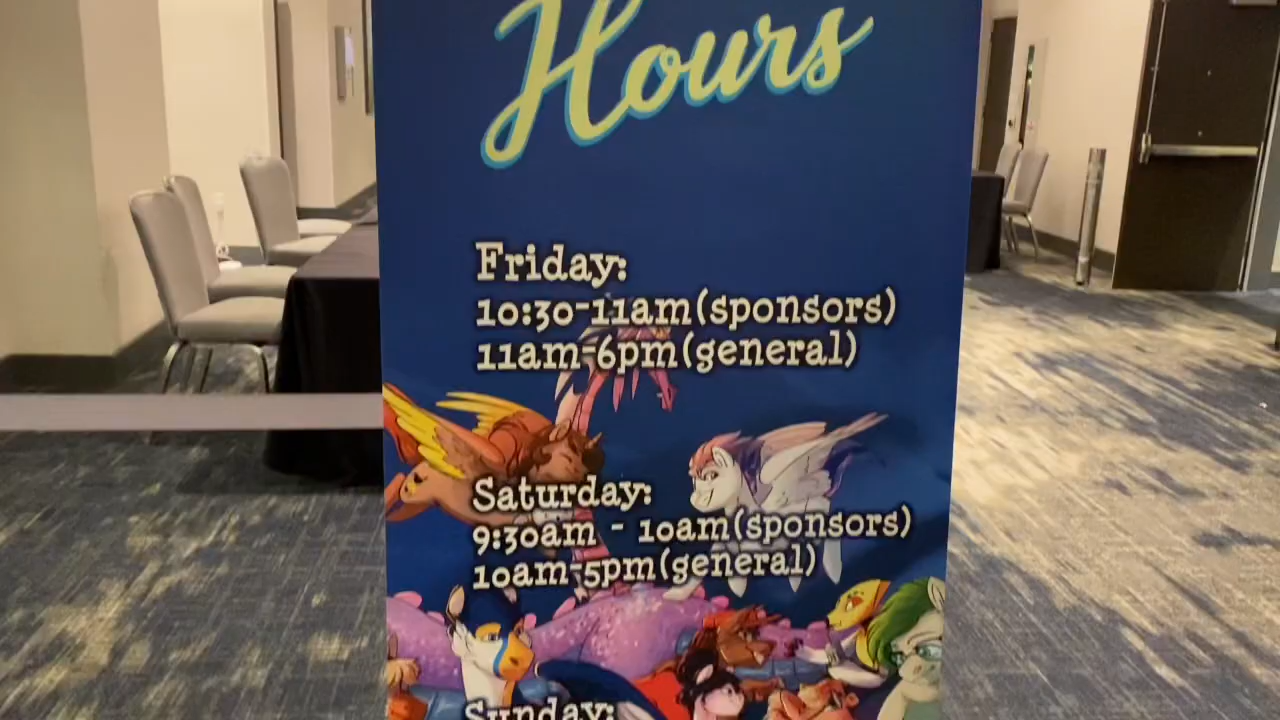 Hours
Friday:
10:30-11am(sponsors)
11am-6pm(general)
Saturday:
9:30am - 10am(sponsors)
10am-5pm(general)
Sunday: